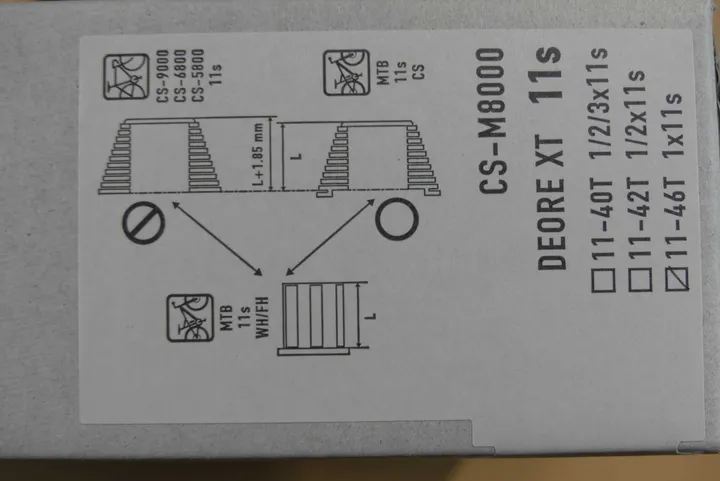 CS-M8000
DEORE XT 11s
11-40T 1/2/3x11s
11-42T 1/2x11s
11-46T 1x11s
CS-9000
CS-6800
CS-5800
11s
MTB
11s
CS
L+1.85 mm
L
MTB
11s
WH/FH
L